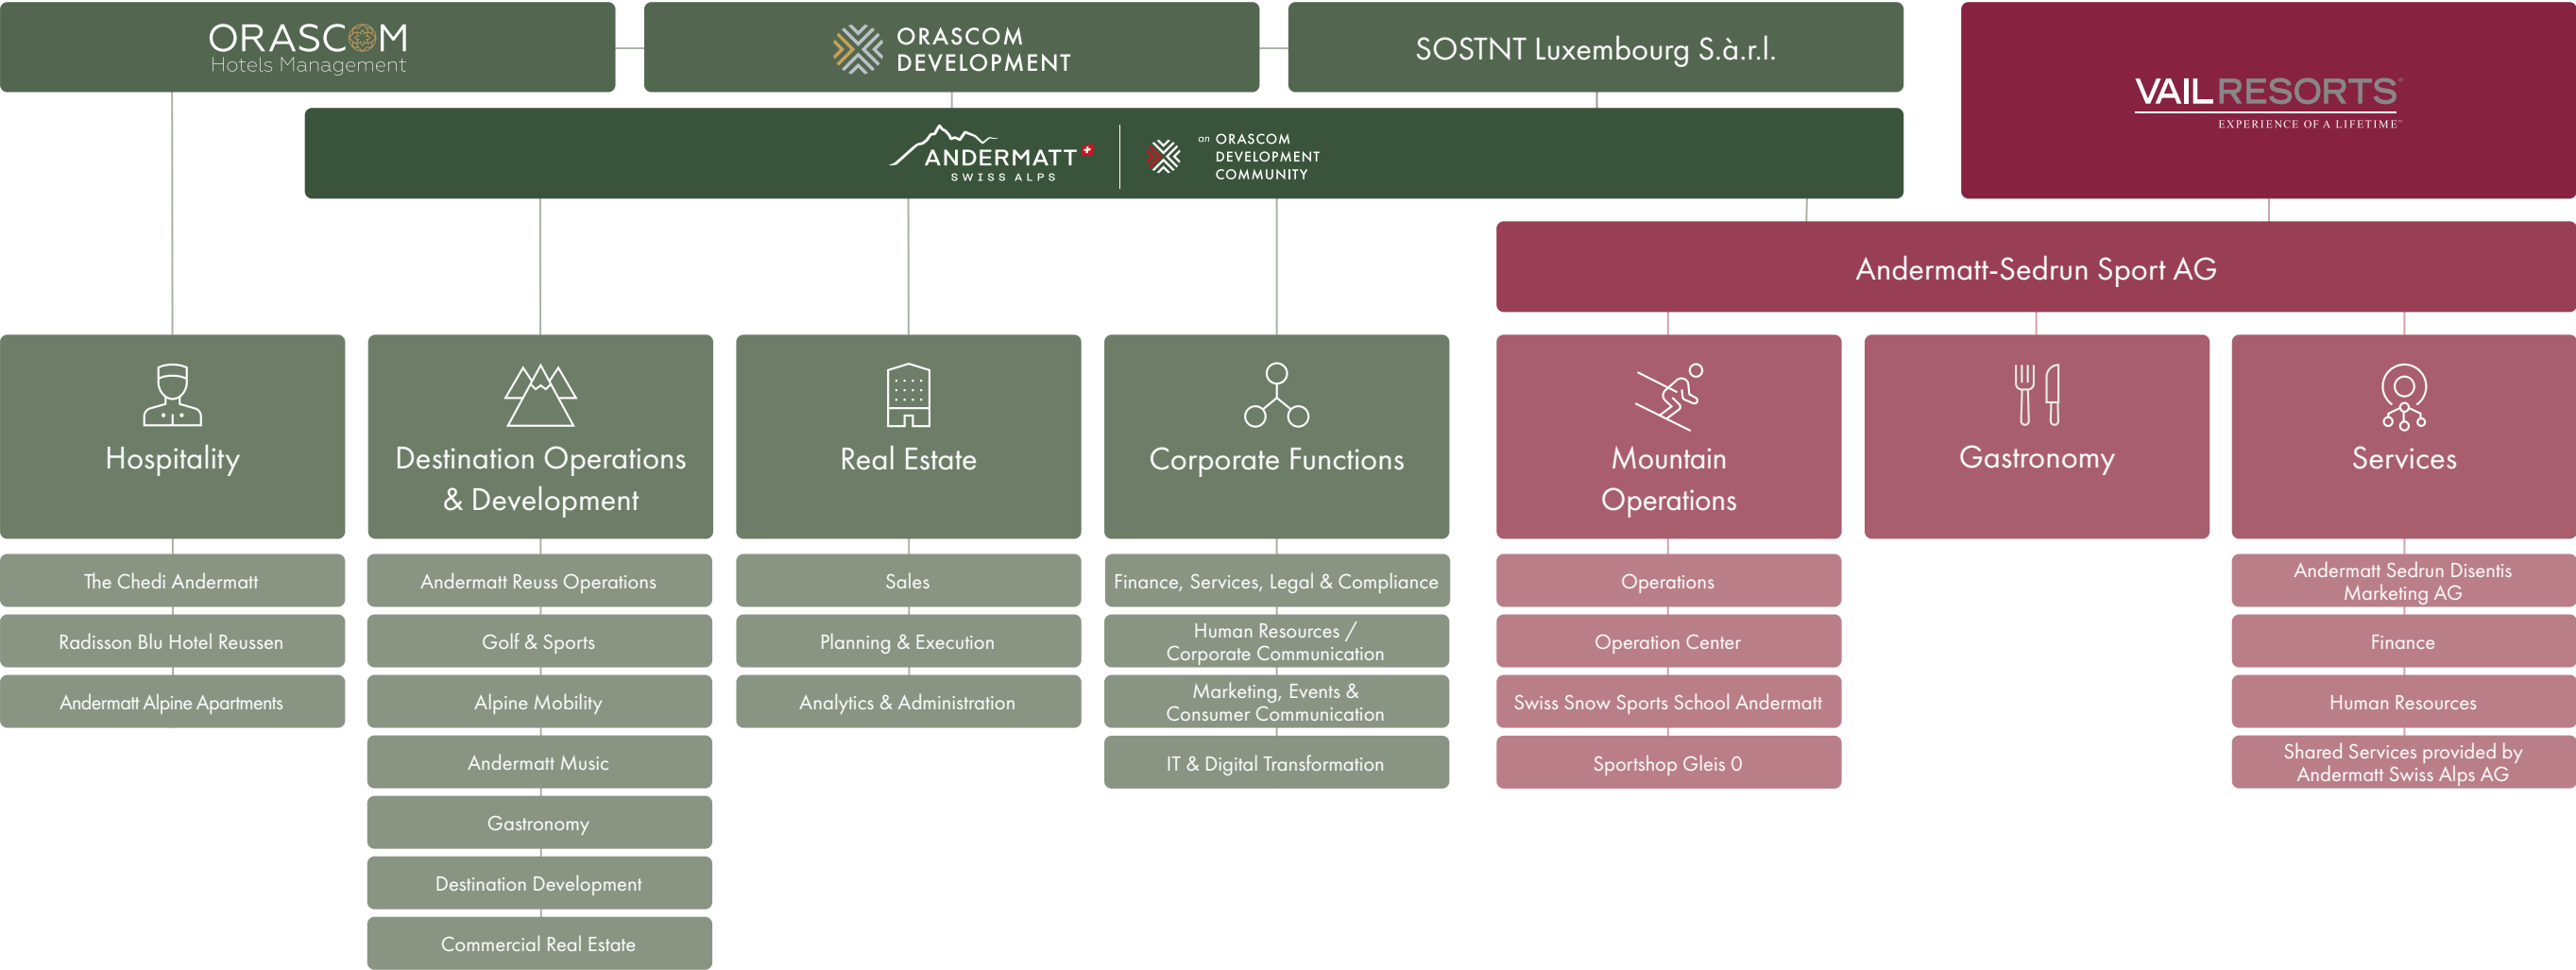 ORASCOM
Hotels Management
ORASCOM
DEVELOPMENT
SOSTNT Luxembourg S.à.r.l.
VAIL RESORTS®
EXPERIENCE OF A LIFETIME™
ANDERMATT
SWISS ALPS
an ORASCOM
DEVELOPMENT
COMMUNITY
Andermatt-Sedrun Sport AG
Hospitality
Destination Operations
& Development
Real Estate
Corporate Functions
Mountain
Operations
Gastronomy
Services
The Chedi Andermatt
Radisson Blu Hotel Reussen
Andermatt Alpine Apartments
Andermatt Reuss Operations
Golf & Sports
Alpine Mobility
Andermatt Music
Gastronomy
Destination Development
Commercial Real Estate
Sales
Planning & Execution
Analytics & Administration
Finance, Services, Legal & Compliance
Human Resources /
Corporate Communication
Marketing, Events &
Consumer Communication
IT & Digital Transformation
Operations
Operation Center
Swiss Snow Sports School Andermatt
Sportshop Gleis 0
Andermatt Sedrun Disentis
Marketing AG
Finance
Human Resources
Shared Services provided by
Andermatt Swiss Alps AG